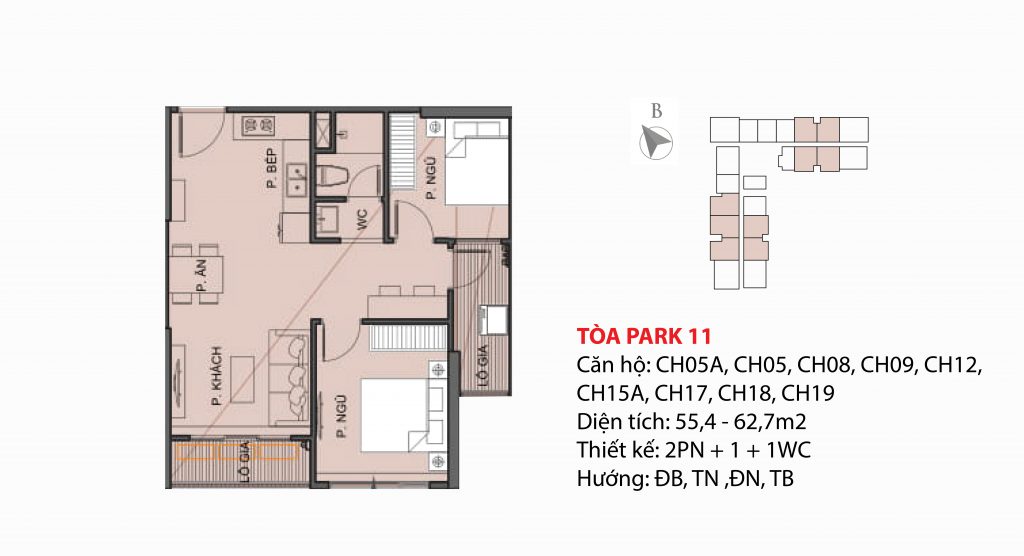 B
P. BẾP
P. NGỦ
WC
P. ĂN
P. KHÁCH
P. NGỦ
LÔ GIA
LÔ GIA
TÒA PARK 11
Căn hộ: CH05A, CH05, CH08, CH09, CH12,
CH15A, CH17, CH18, CH19
Diện tích: 55,4 - 62,7m2
Thiết kế: 2PN + 1 + 1WC
Hướng: ĐB, TN ,ĐN, TB